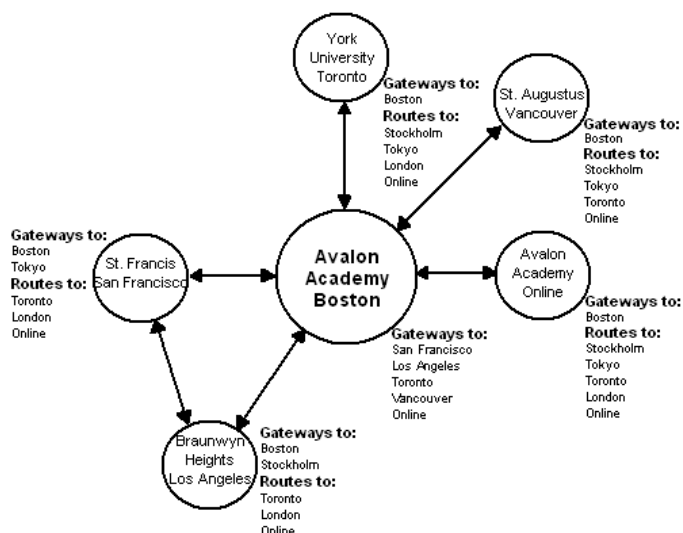 York
University
Toronto
Gateways to:
Boston
Routes to:
Stockholm
Tokyo
London
Online
St. Augustus
Vancouver
Gateways to:
Boston
Routes to:
Stockholm
Tokyo
Toronto
Online
Gateways to:
Boston
Tokyo
Routes to:
Toronto
London
Online
St. Francis
San Francisco
Avalon
Academy
Boston
Gateways to:
San Francisco
Los Angeles
Toronto
Vancouver
Online
Avalon
Academy
Online
Gateways to:
Boston
Routes to:
Stockholm
Tokyo
Toronto
London
Online
Braunwyn
Heights
Los Angeles
Gateways to:
Boston
Stockholm
Routes to:
Toronto
London
Online